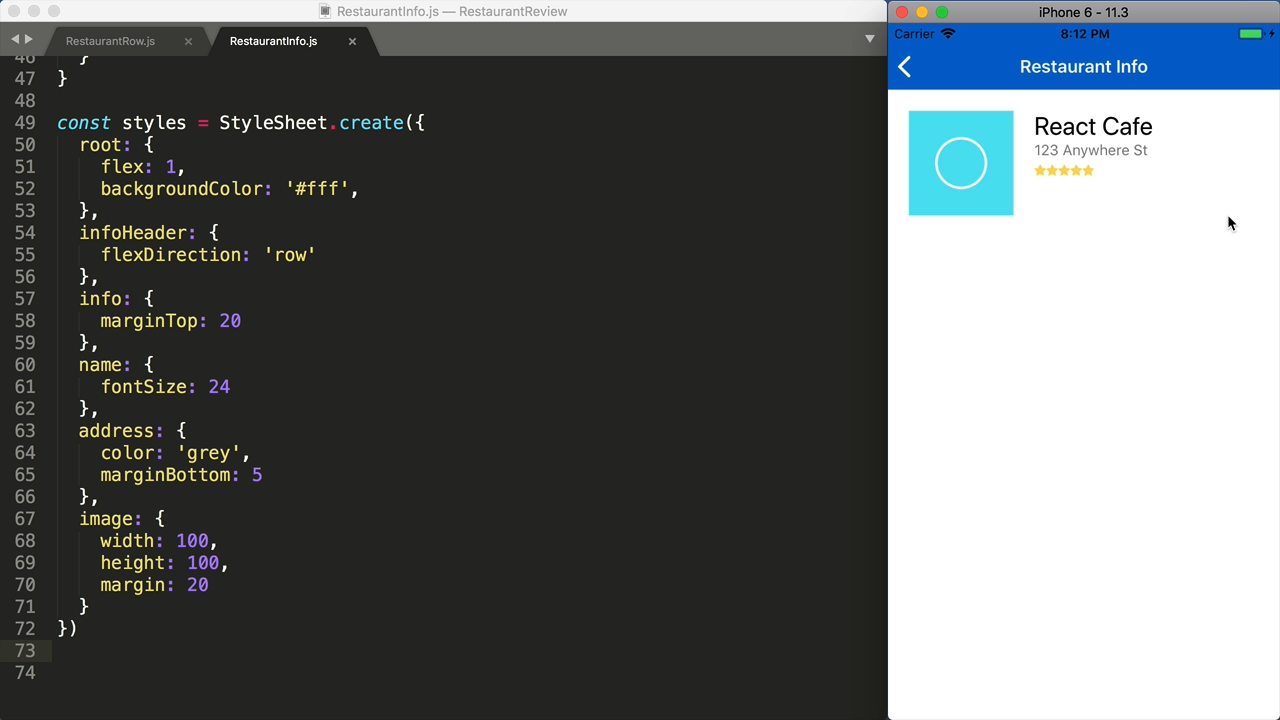 RestaurantInfo.js — RestaurantReview
RestaurantRow.js
RestaurantInfo.js
46 }
47 }
48
49 const styles = StyleSheet.create({
50 root: {
51 flex: 1,
52 backgroundColor: '#fff',
53 },
54 infoHeader: {
55 flexDirection: 'row'
56 },
57 info: {
58 marginTop: 20
59 },
60 name: {
61 fontSize: 24
62 },
63 address: {
64 color: 'grey',
65 marginBottom: 5
66 },
67 image: {
68 width: 100,
69 height: 100,
70 margin: 20
71 }
72 })
73
74
iPhone 6 - 11.3
Carrier 8:12 PM
Restaurant Info
React Cafe
123 Anywhere St